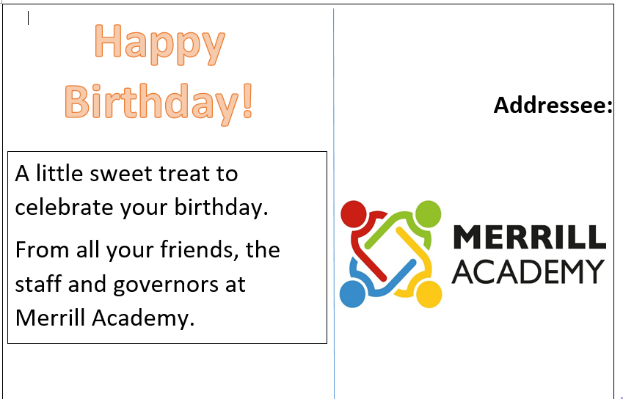 Happy
Birthday!
A little sweet treat to
celebrate your birthday.
From all your friends, the
staff and governors at
Merrill Academy.
Addressee:
MERRILL
ACADEMY